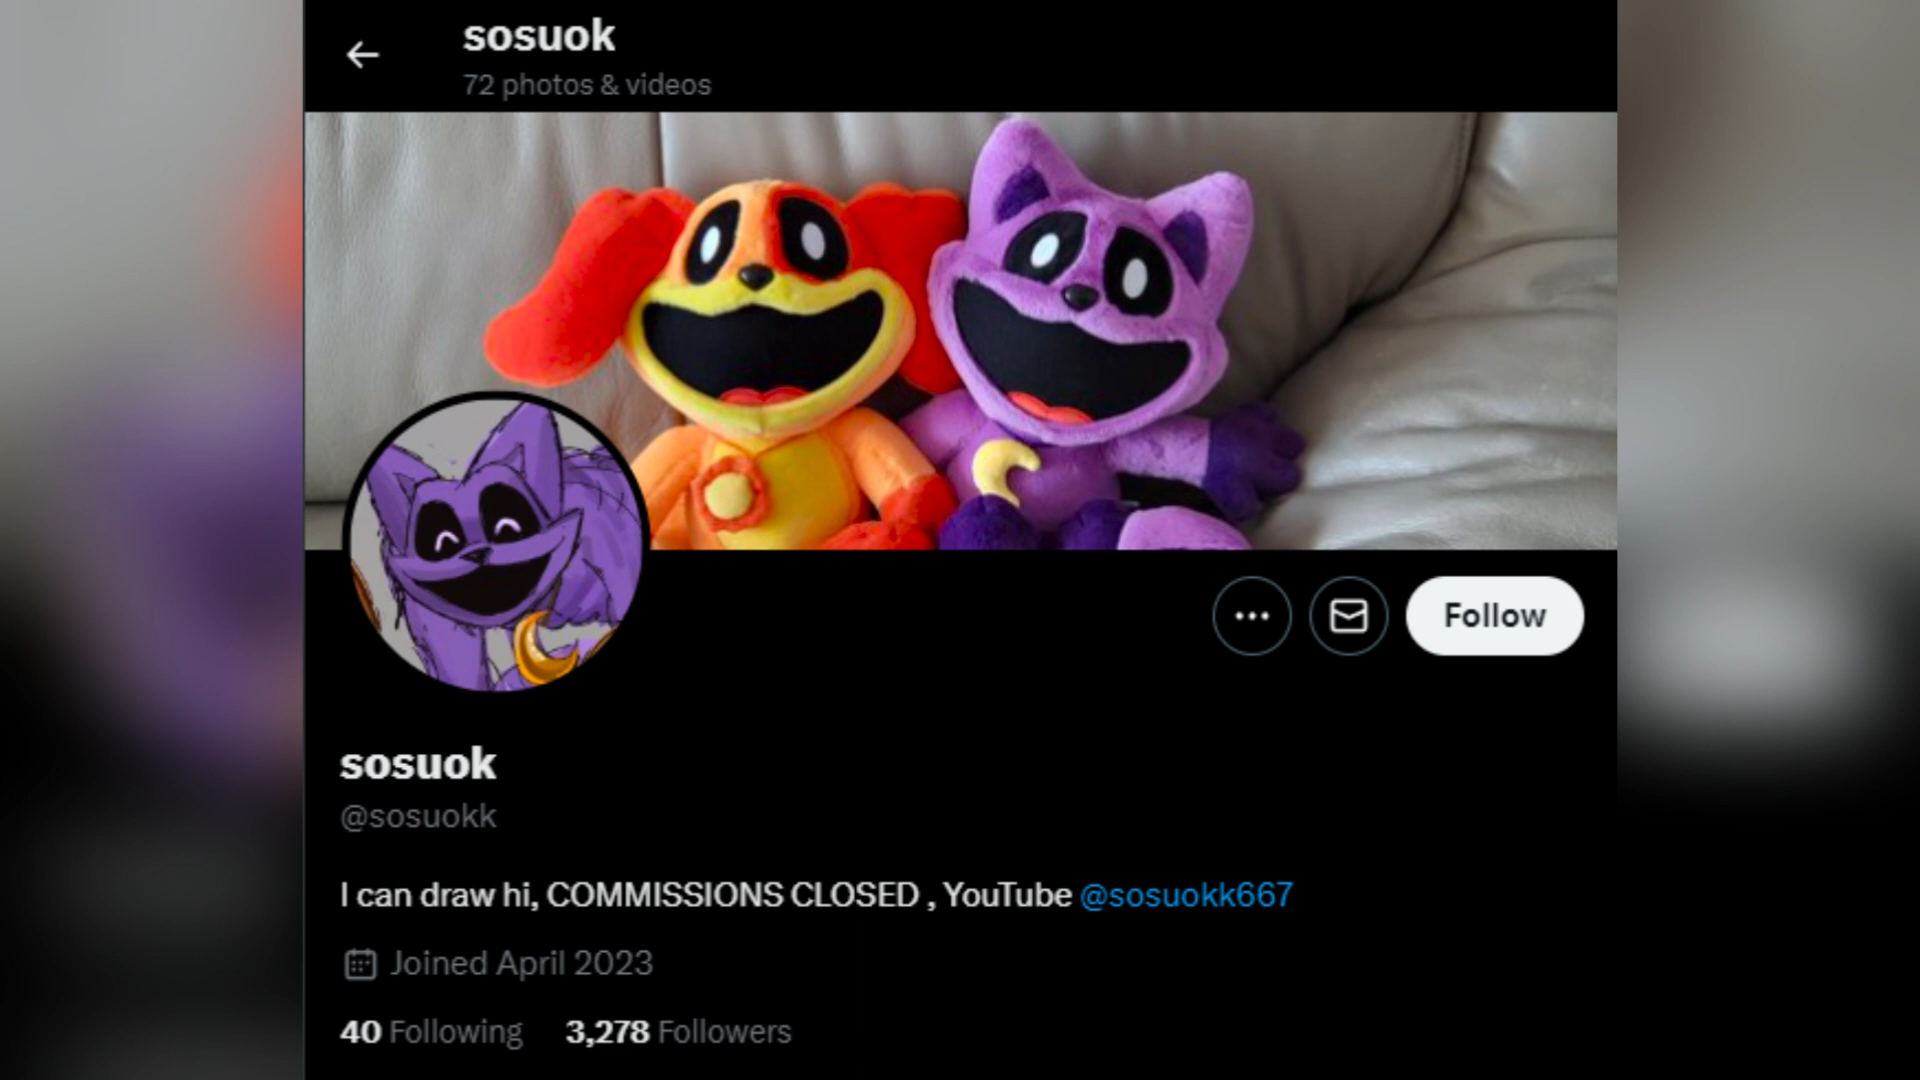 sosuok
72 photos & videos
Follow
sosuok
@sosuokk
I can draw hi, COMMISSIONS CLOSED , YouTube @sosuokk667
Joined April 2023
40 Following 3,278 Followers